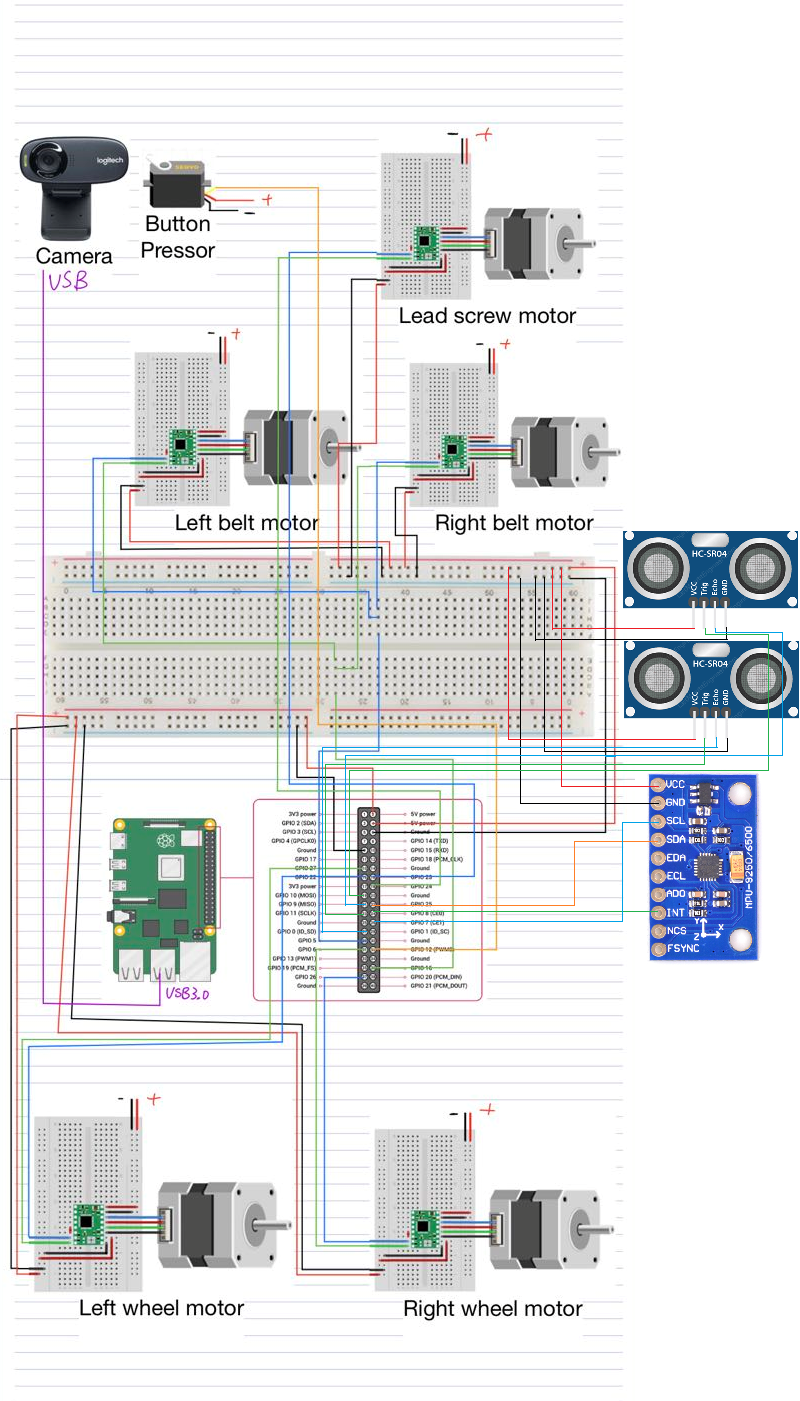 - +
logitech
SERVO
+
-
Button
Pressor
Camera
USB
Lead screw motor
- +
- +
Left belt motor
Right belt motor
HC-SR04
VCC
Trig
Echo
GND
HC-SR04
VCC
Trig
Echo
GND
3V3 power
5V power
GPIO 2 (SDA)
5V power
GPIO 3 (SCL)
Ground
GPIO 4 (GPCLK0)
GPIO 14 (TXD)
Ground
GPIO 15 (RXD)
GPIO 17
GPIO 18 (PCM_CLK)
GPIO 27
Ground
GPIO 22
GPIO 23
3V3 power
GPIO 24
GPIO 10 (MOSI)
Ground
GPIO 9 (MISO)
GPIO 25
GPIO 11 (SCLK)
GPIO 8 (CE0)
Ground
GPIO 7 (CE1)
GPIO 0 (ID_SD)
GPIO 1 (ID_SC)
GPIO 5
Ground
GPIO 6
GPIO 12 (PWM0)
GPIO 13 (PWM1)
Ground
GPIO 19 (PCM_FS)
GPIO 16
GPIO 26
GPIO 20 (PCM_DIN)
Ground
GPIO 21 (PCM_DOUT)
VCC
GND
SCL
SDA
EDA
ECL
ADO
INT
NCS
FSYNC
MPU-9250/6500
Y
X
Z
USB3.0
- +
- +
Left wheel motor
Right wheel motor